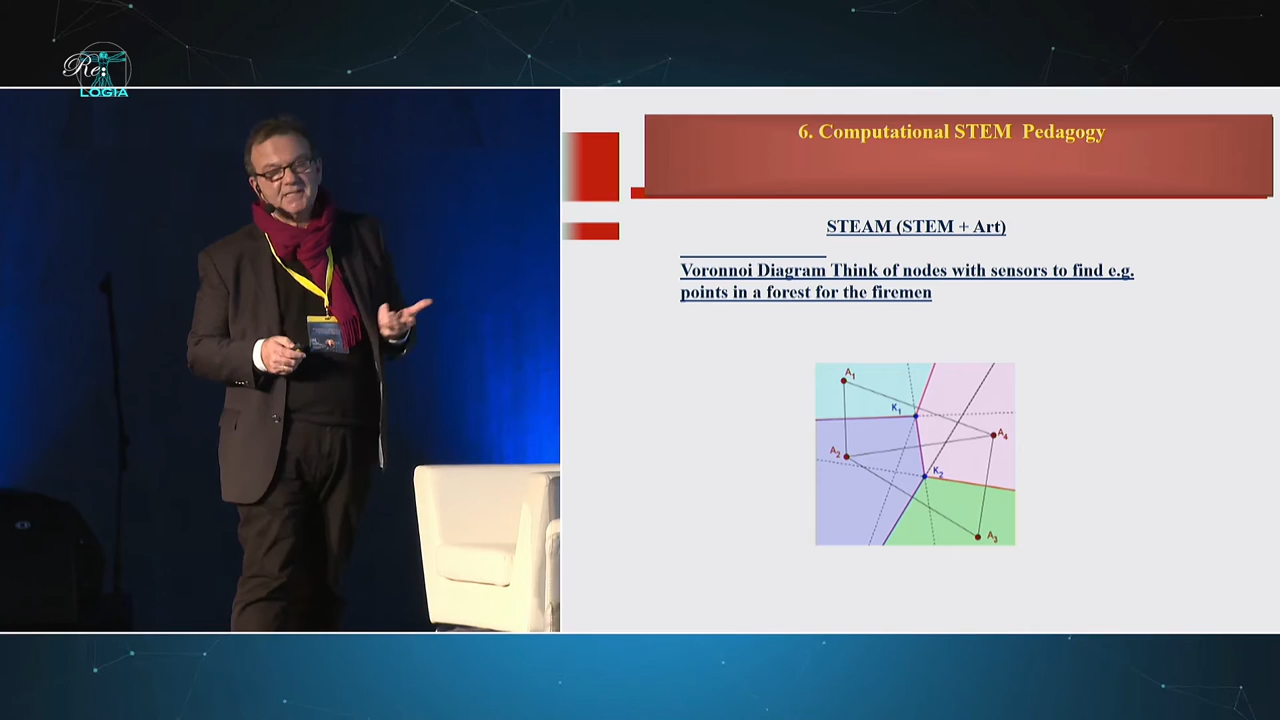 Re:
LOGIA
6. Computational STEM Pedagogy
STEAM (STEM + Art)
Voronnoi Diagram Think of nodes with sensors to find e.g.
points in a forest for the firemen
A1
K1
A4
A2
K2
A3